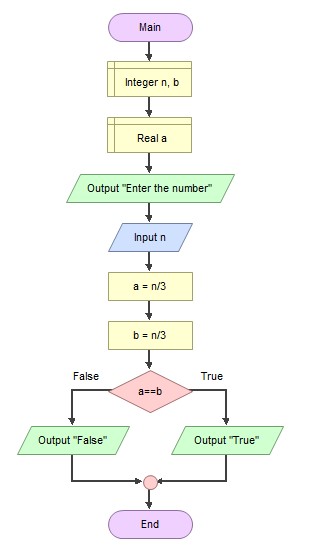 Main
Integer n, b
Real a
Output "Enter the number"
Input n
a = n/3
b = n/3
False
True
a==b
Output "False"
Output "True"
End